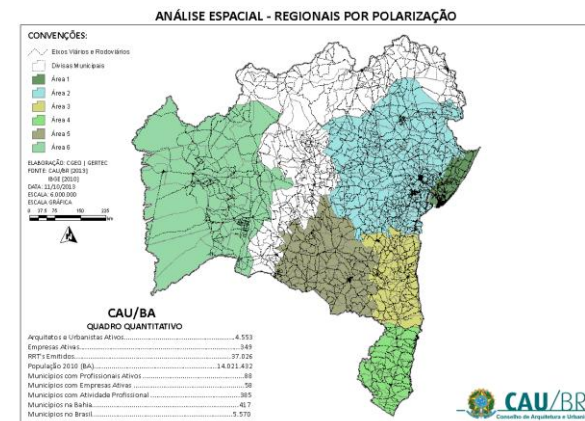 ANÁLISE ESPACIAL - REGIONAIS POR POLARIZAÇÃO
CONVENÇÕES:
Eixos Viários e Rodoviários
Divisas Municipais
Área 1
Área 2
Área 3
Área 4
Área 5
Área 6
ELABORAÇÃO: CGEO | GERTEC
FONTE: CAU/BR (2013)
IBGE (2010)
DATA: 11/10/2013
ESCALA: 6.000.000
ESCALA GRÁFICA
CAU/BA
QUADRO QUANTITATIVO
Arquitetos e Urbanistas Ativos 4.553
Empresas Ativas 349
RRT's Emitidos 37.026
População 2010 (BA) 14.021.432
Municípios com Profissionais Ativos 88
Municípios com Empresas Ativas 58
Municípios com Atividade Profissional 385
Municípios na Bahia 417
Municípios no Brasil 5.570
CAU/BR
Conselho de Arquitetura e Urbanis